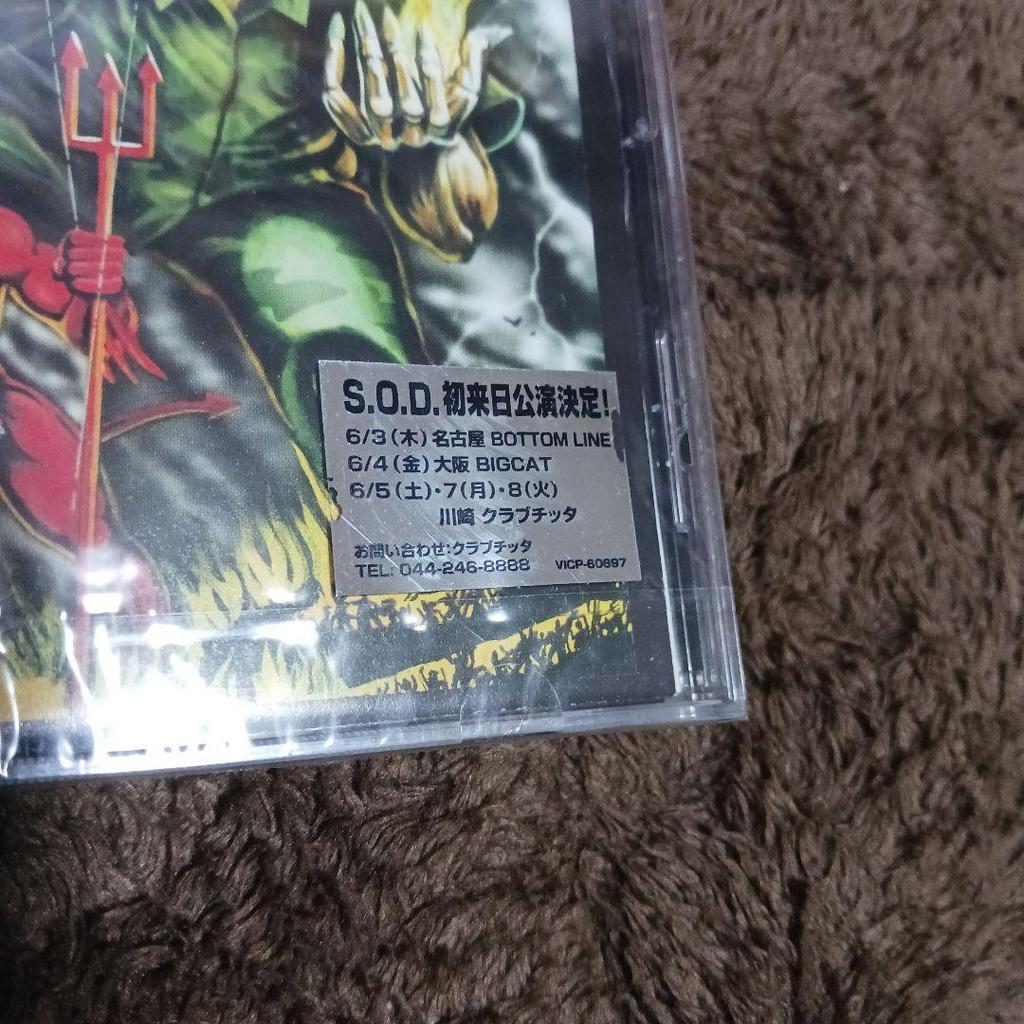 S.O.D.初来日公演決定!
6/3(木)名古屋 BOTTOM LINE
6/4(金)大阪 BIGCAT
6/5(土)・7(月)・8(火)
川崎 クラブチッタ
お問い合わせ:クラブチッタ
TEL: 044-246-8888 VICP-60697